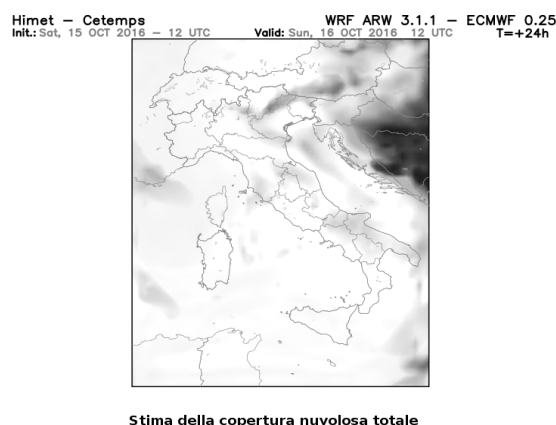 Himet – Cetemps WRF ARW 3.1.1 – ECMWF 0.25
Init.: Sat, 15 OCT 2016 – 12 UTC Valid: Sun, 16 OCT 2016 12 UTC T=+24h
Stima della copertura nuvolosa totale